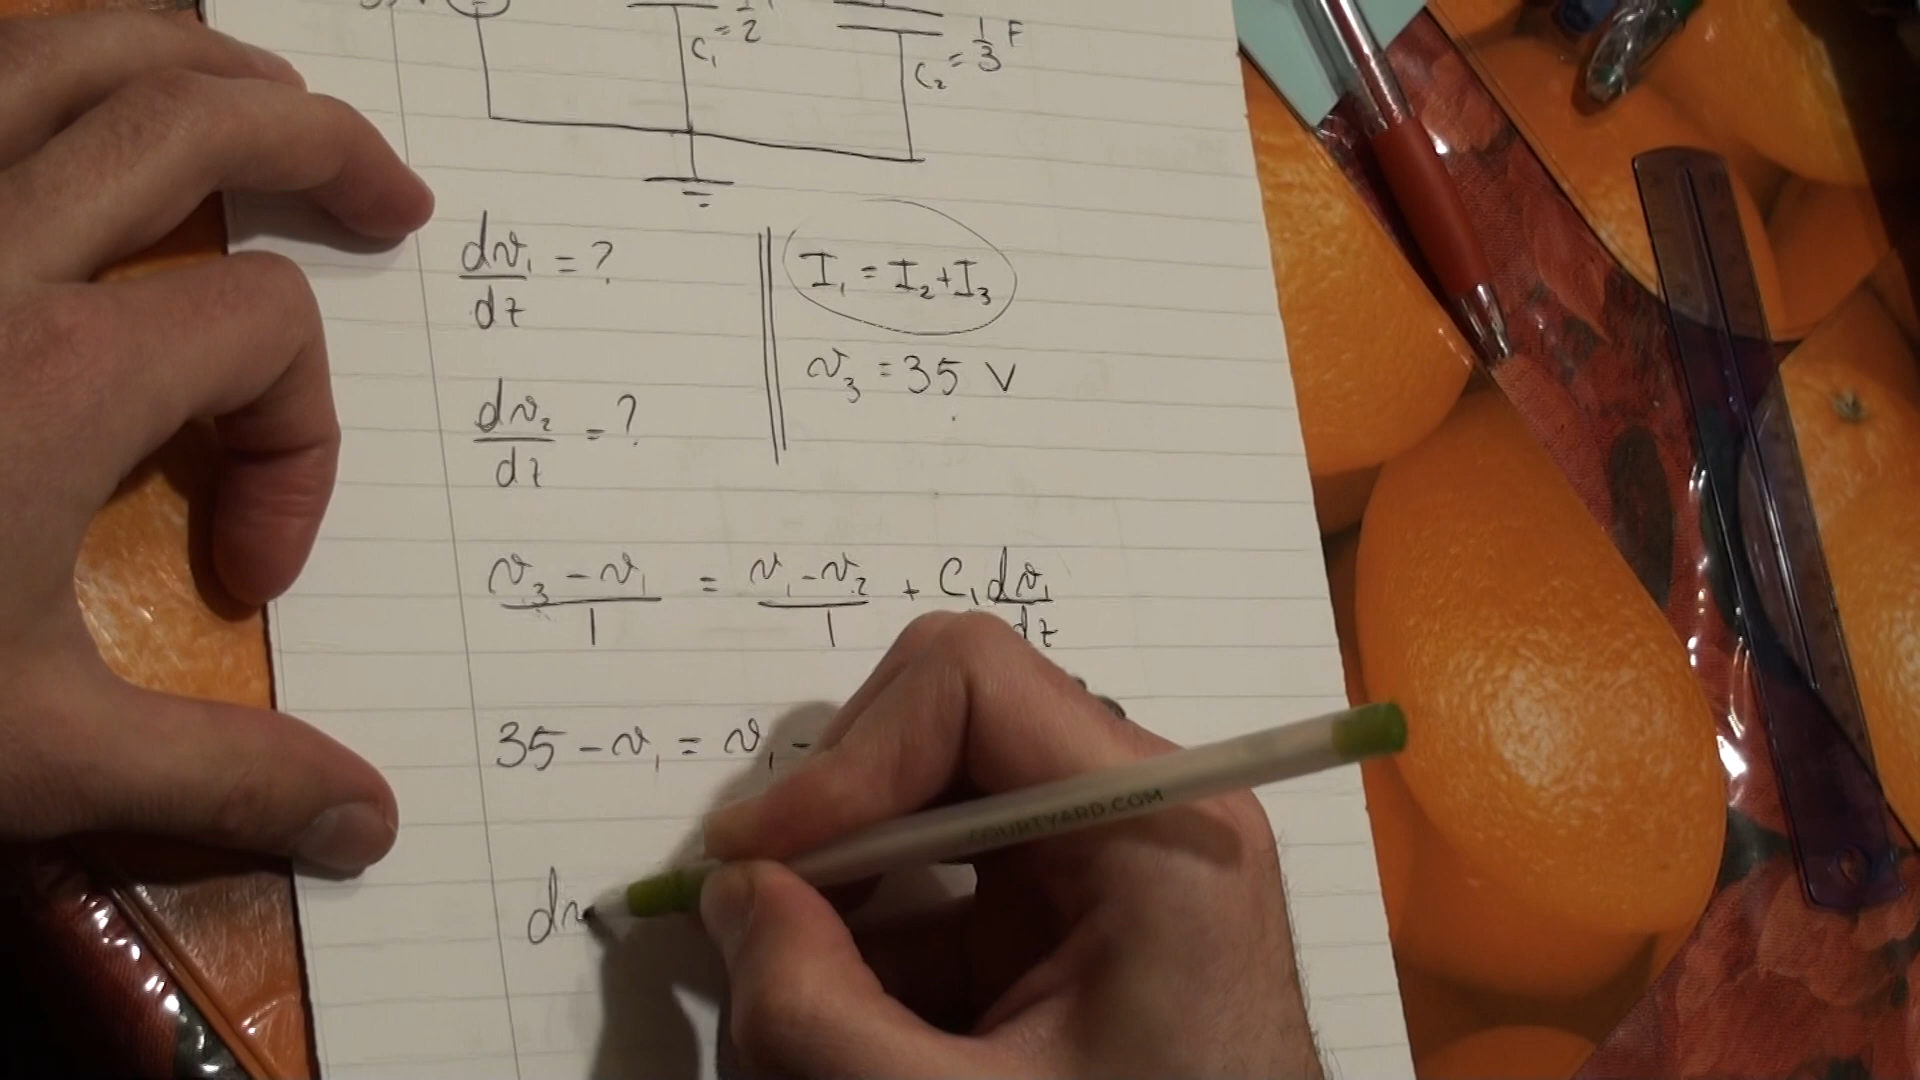 C₁ = 2
C₂ = 1/3 F
dv₁/dt = ?
I₁ = I₂ + I₃
v₃ = 35 V
dv₂/dt = ?
(v₃ - v₁)/1 = (v₁ - v₂)/1 + C₁ dv₁/dt
35 - v₁ = v₁ -
dv
COURTYARD.COM